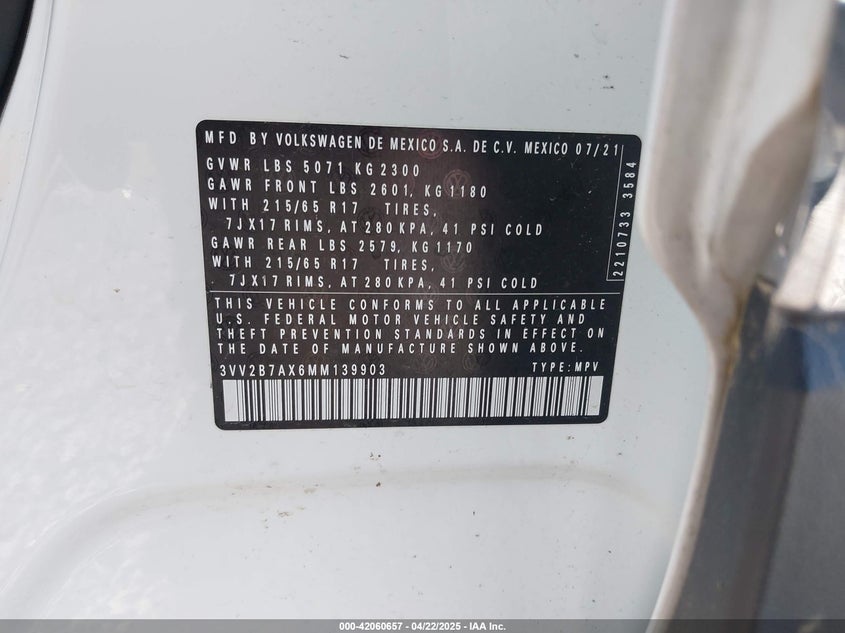 MFD BY VOLKSWAGEN DE MEXICO S.A. DE C.V. MEXICO 07/21
GVWR LBS 5071 KG 2300
GAWR FRONT LBS 2601, KG 1180
WITH 215/65 R17 TIRES,
7JX17 RIMS, AT 280 KPA, 41 PSI COLD
GAWR REAR LBS 2579, KG 1170
WITH 215/65 R17 TIRES,
7JX17 RIMS, AT 280 KPA, 41 PSI COLD
THIS VEHICLE CONFORMS TO ALL APPLICABLE
U.S. FEDERAL MOTOR VEHICLE SAFETY AND
THEFT PREVENTION STANDARDS IN EFFECT ON
THE DATE OF MANUFACTURE SHOWN ABOVE.
3VV2B7AX6MM139903 TYPE: MPV
2210733 3584
000-42060657 - 04/22/2025 - IAA Inc.